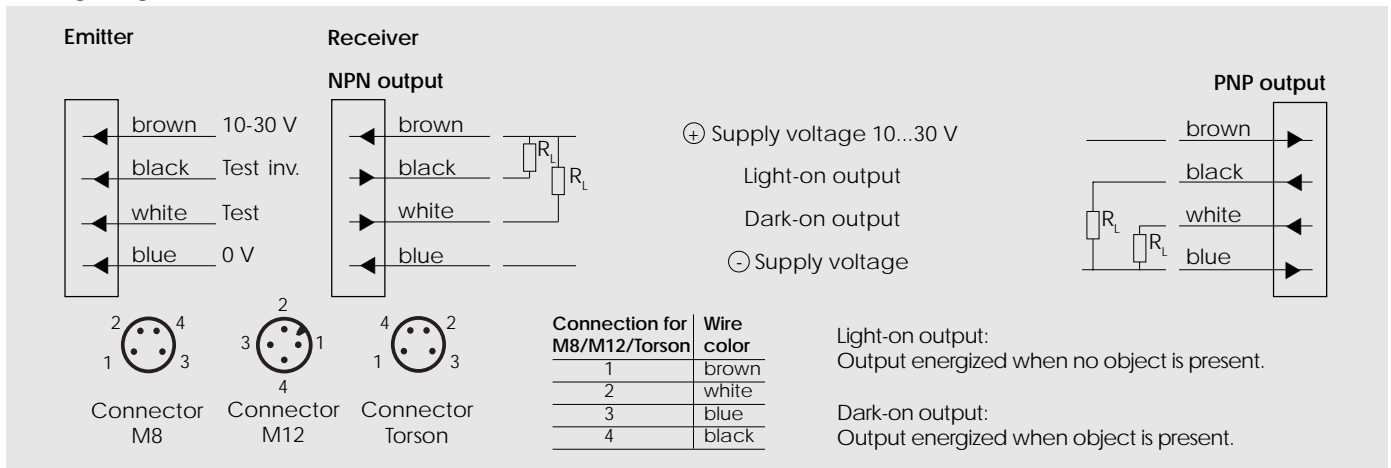 Emitter
Receiver
NPN output
PNP output
brown 10-30 V
black Test inv.
white Test
blue 0 V
brown
black
white
blue
RL
RL
+ Supply voltage 10...30 V
Light-on output
Dark-on output
- Supply voltage
brown
black
white
blue
RL
RL
2 4
1 3
Connector
M8
2
3 1
4
Connector
M12
4 2
1 3
Connector
Torson
Connection for M8/M12/Torson Wire color
1 brown
2 white
3 blue
4 black
Light-on output:
Output energized when no object is present.
Dark-on output:
Output energized when object is present.